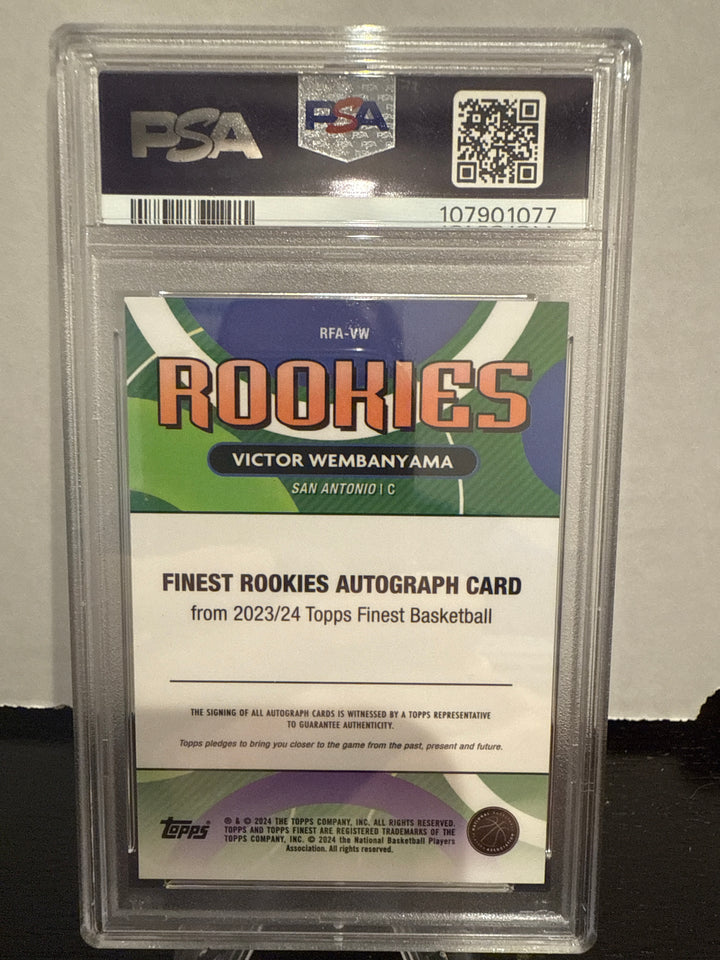 PSA
PSA
107901077
RFA-VW
ROOKIES
VICTOR WEMBANYAMA
SAN ANTONIO | C
FINEST ROOKIES AUTOGRAPH CARD
from 2023/24 Topps Finest Basketball
THE SIGNING OF ALL AUTOGRAPH CARDS IS WITNESSED BY A TOPPS REPRESENTATIVE
TO GUARANTEE AUTHENTICITY.
Topps pledges to bring you closer to the game from the past, present and future.
topps
® & © 2024 THE TOPPS COMPANY, INC. ALL RIGHTS RESERVED.
TOPPS AND TOPPS FINEST ARE REGISTERED TRADEMARKS OF THE
TOPPS COMPANY, INC. © 2024 the National Basketball Players
Association. All rights reserved.